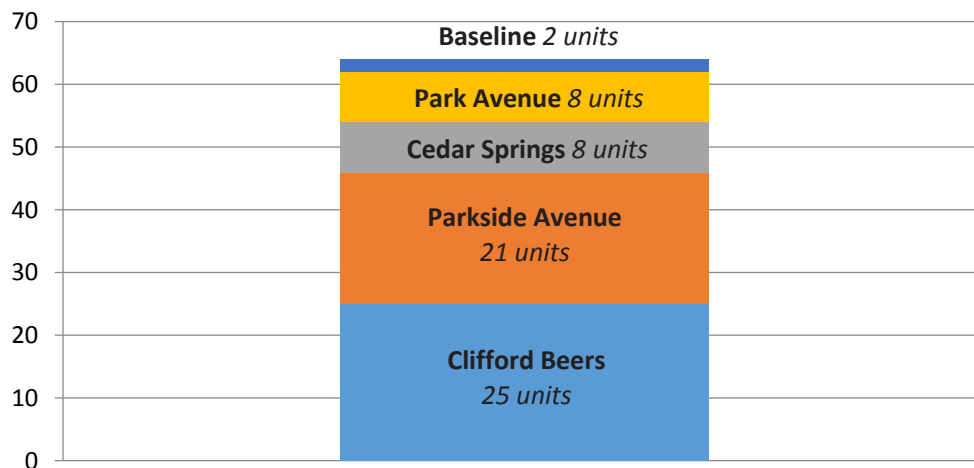 70
60
50
40
30
20
10
0
Baseline 2 units
Park Avenue 8 units
Cedar Springs 8 units
Parkside Avenue
21 units
Clifford Beers
25 units